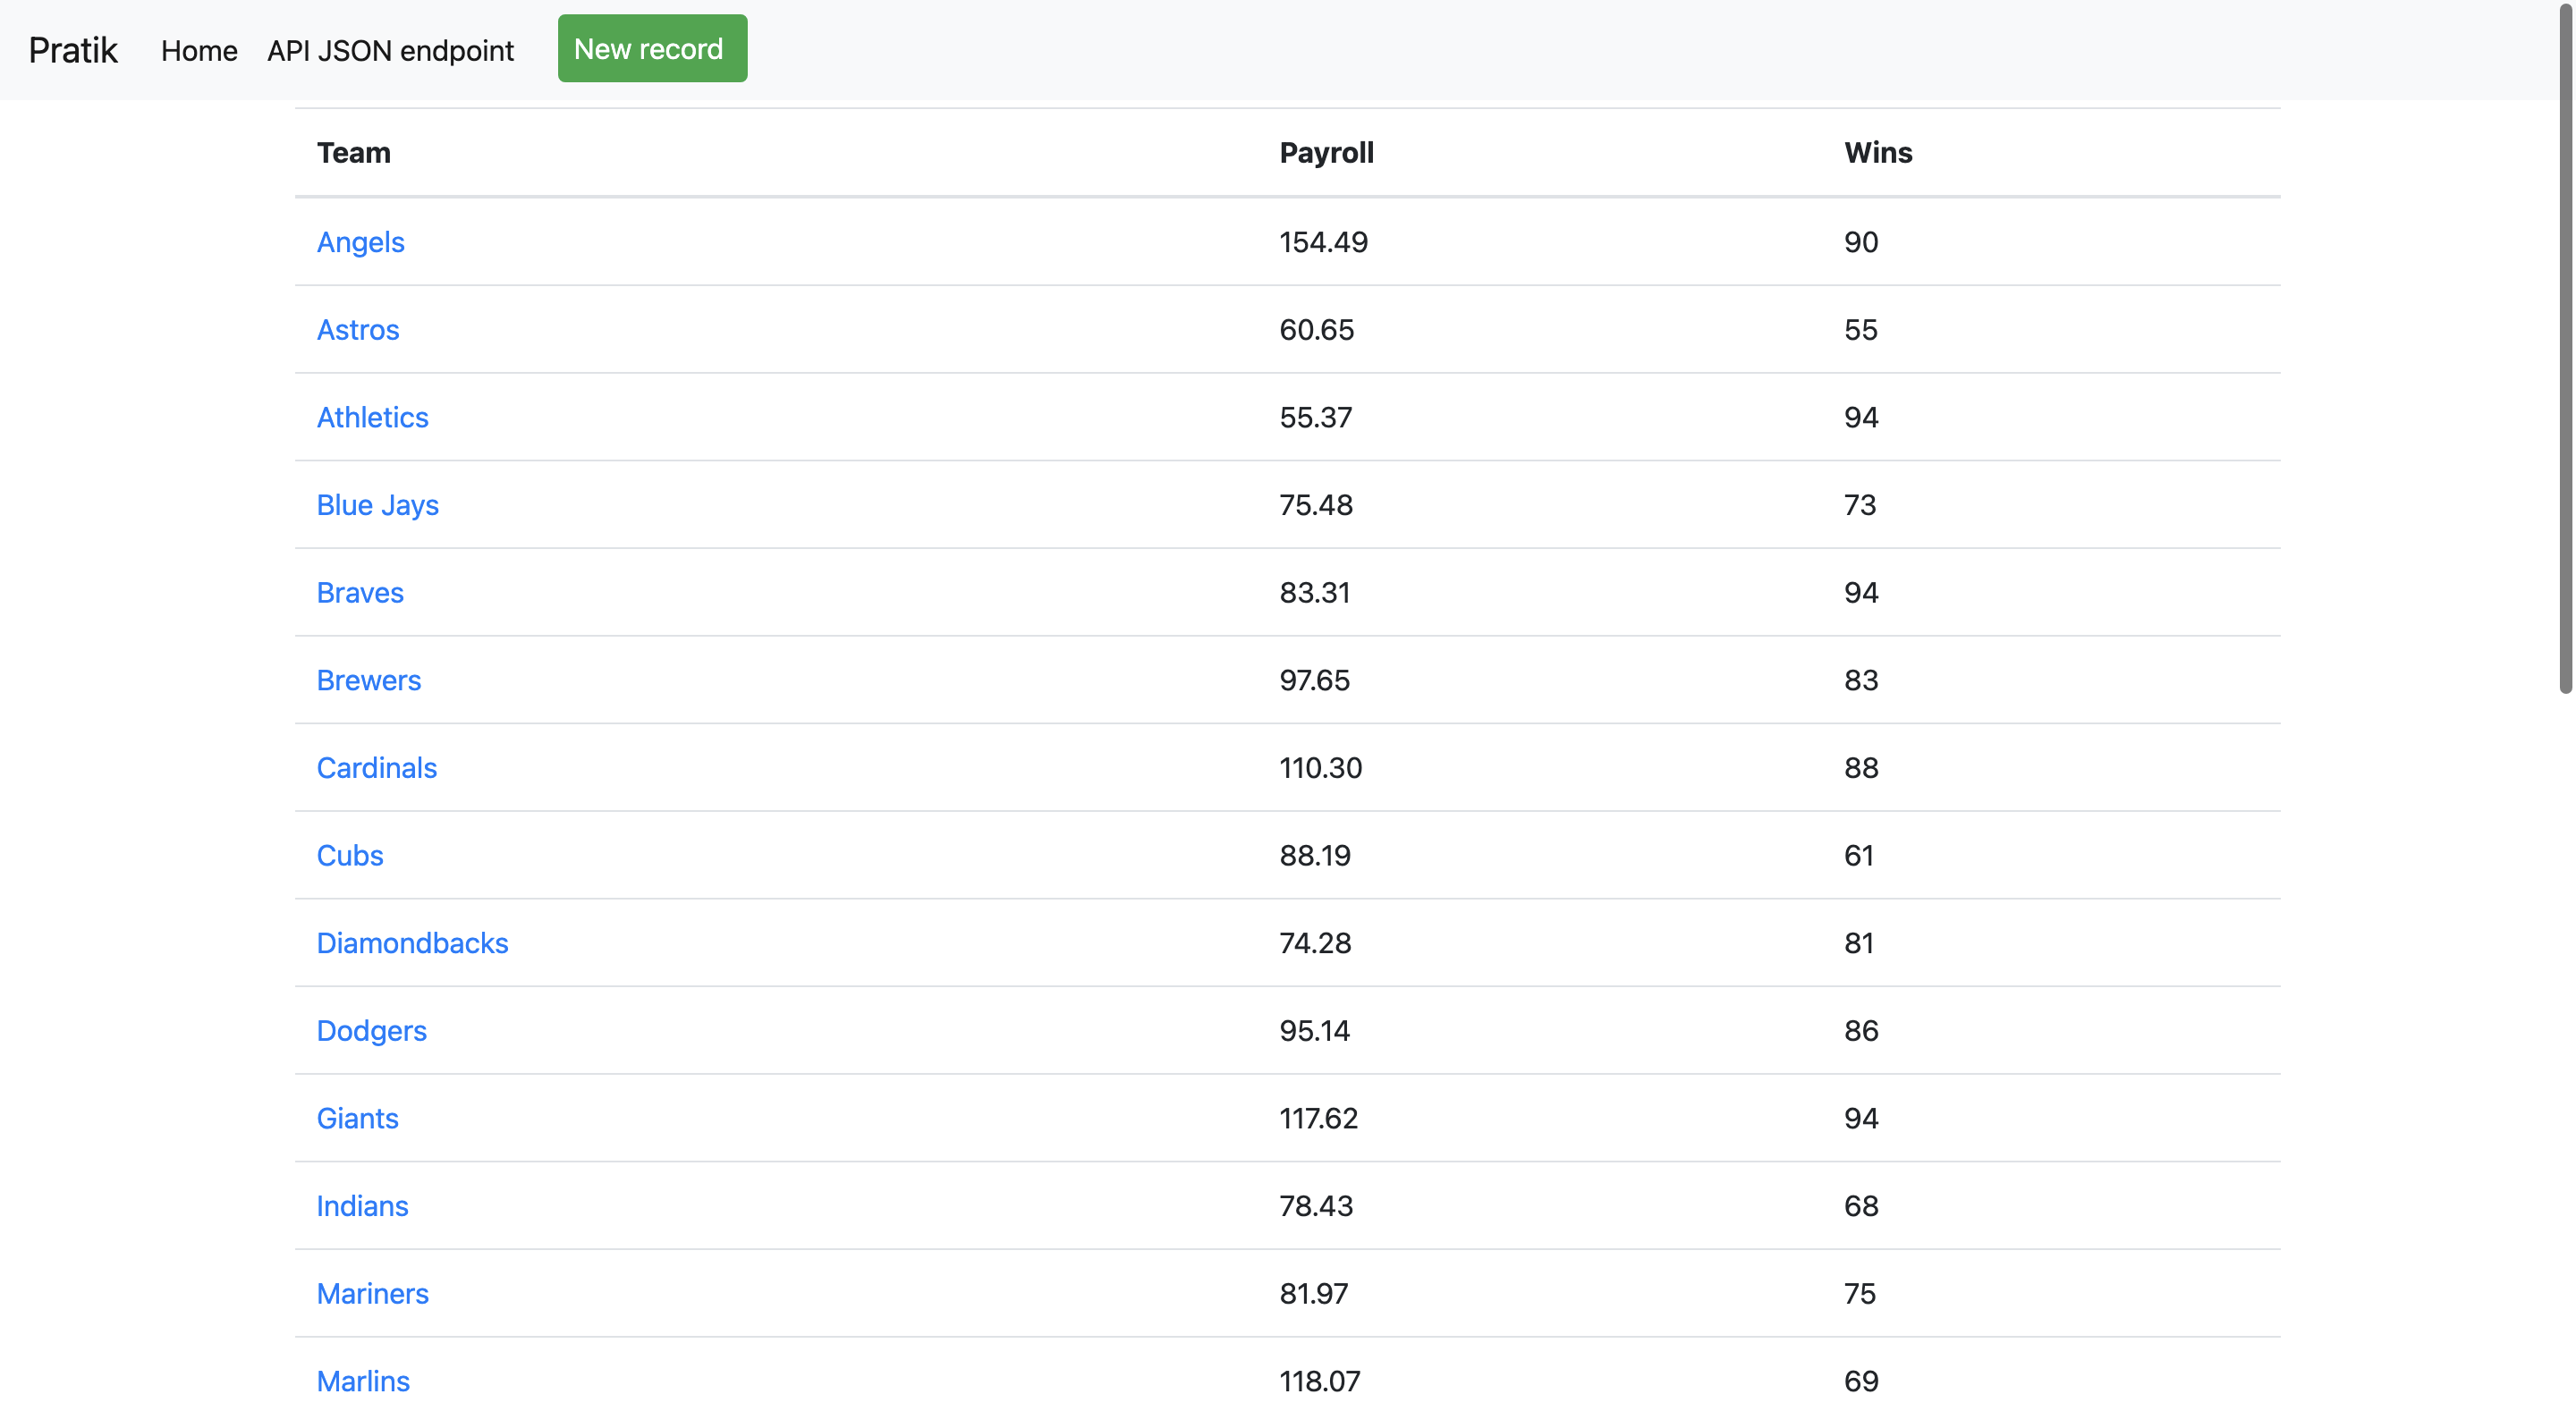 Pratik Home API JSON endpoint New record
Team Payroll Wins
Angels 154.49 90
Astros 60.65 55
Athletics 55.37 94
Blue Jays 75.48 73
Braves 83.31 94
Brewers 97.65 83
Cardinals 110.30 88
Cubs 88.19 61
Diamondbacks 74.28 81
Dodgers 95.14 86
Giants 117.62 94
Indians 78.43 68
Mariners 81.97 75
Marlins 118.07 69